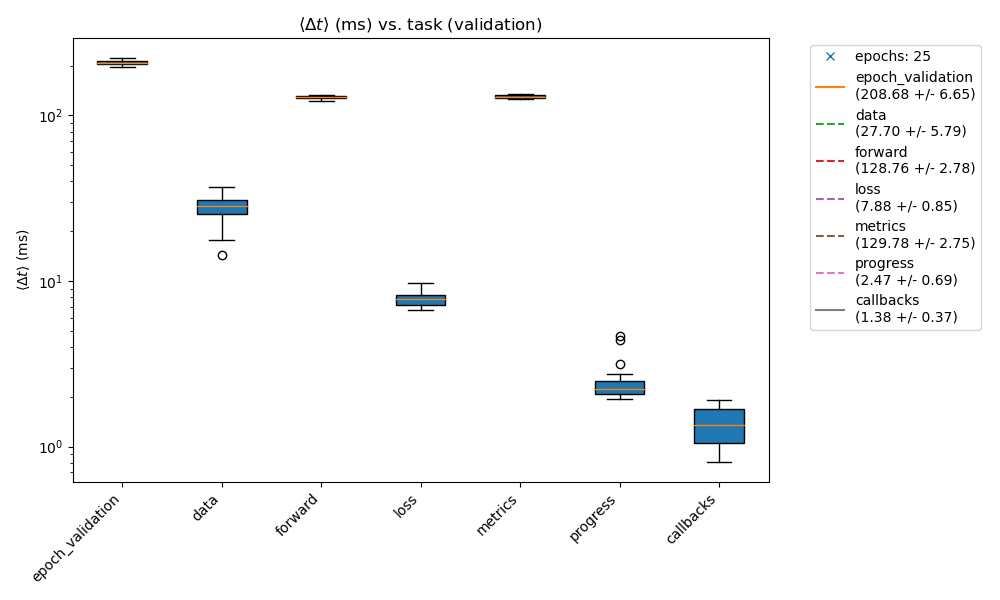 ⟨Δt⟩ (ms) vs. task (validation)
⟨Δt⟩ (ms)
10²
10¹
10⁰
epoch_validation
data
forward
loss
metrics
progress
callbacks
epochs: 25
epoch_validation
(208.68 +/- 6.65)
data
(27.70 +/- 5.79)
forward
(128.76 +/- 2.78)
loss
(7.88 +/- 0.85)
metrics
(129.78 +/- 2.75)
progress
(2.47 +/- 0.69)
callbacks
(1.38 +/- 0.37)